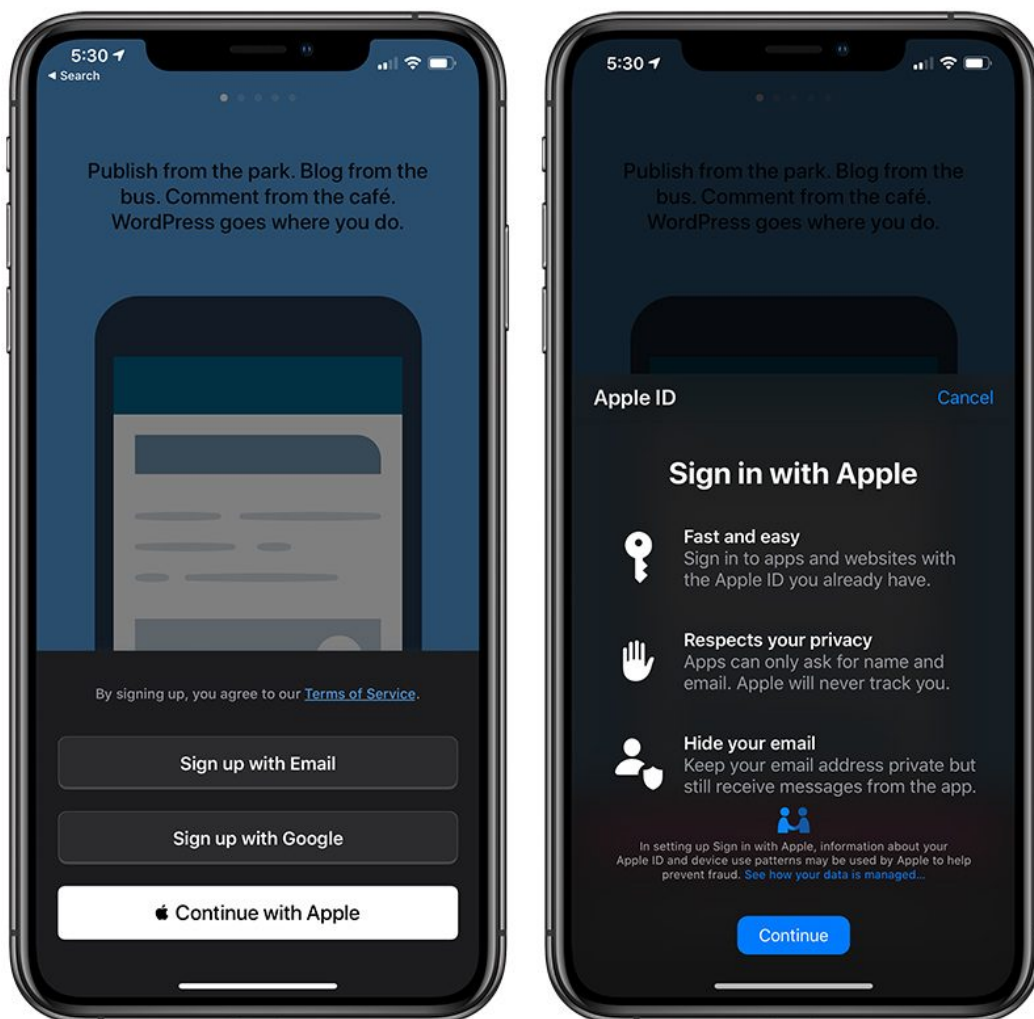 5:30
◀ Search
Publish from the park. Blog from the
bus. Comment from the café.
WordPress goes where you do.
By signing up, you agree to our Terms of Service.
Sign up with Email
Sign up with Google
Continue with Apple
5:30
Publish from the park. Blog from the
bus. Comment from the café.
WordPress goes where you do.
Apple ID
Cancel
Sign in with Apple
Fast and easy
Sign in to apps and websites with
the Apple ID you already have.
Respects your privacy
Apps can only ask for name and
email. Apple will never track you.
Hide your email
Keep your email address private but
still receive messages from the app.
In setting up Sign in with Apple, information about your
Apple ID and device use patterns may be used by Apple to help
prevent fraud. See how your data is managed...
Continue